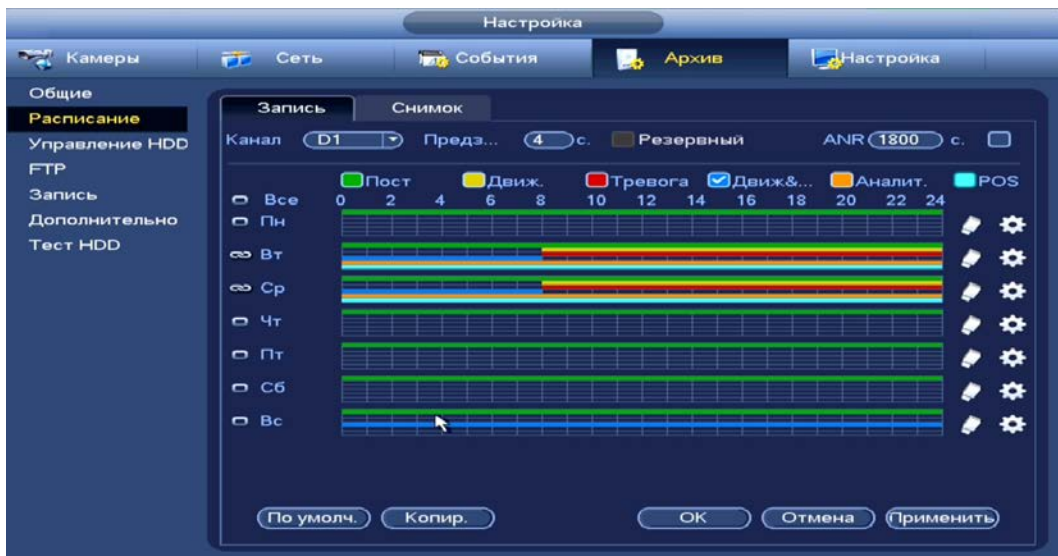 Настройка
Камеры Сеть События Архив Настройка
Общие
Расписание
Управление HDD
FTP
Запись
Дополнительно
Тест HDD
Запись Снимок
Канал D1 Предз... 4 с. Резервный ANR 1800 с.
Пост Движ. Тревога Движ&... Аналит. POS
Все 0 2 4 6 8 10 12 14 16 18 20 22 24
Пн
Вт
Ср
Чт
Пт
Сб
Вс
По умолч. Копир. ОК Отмена Применить